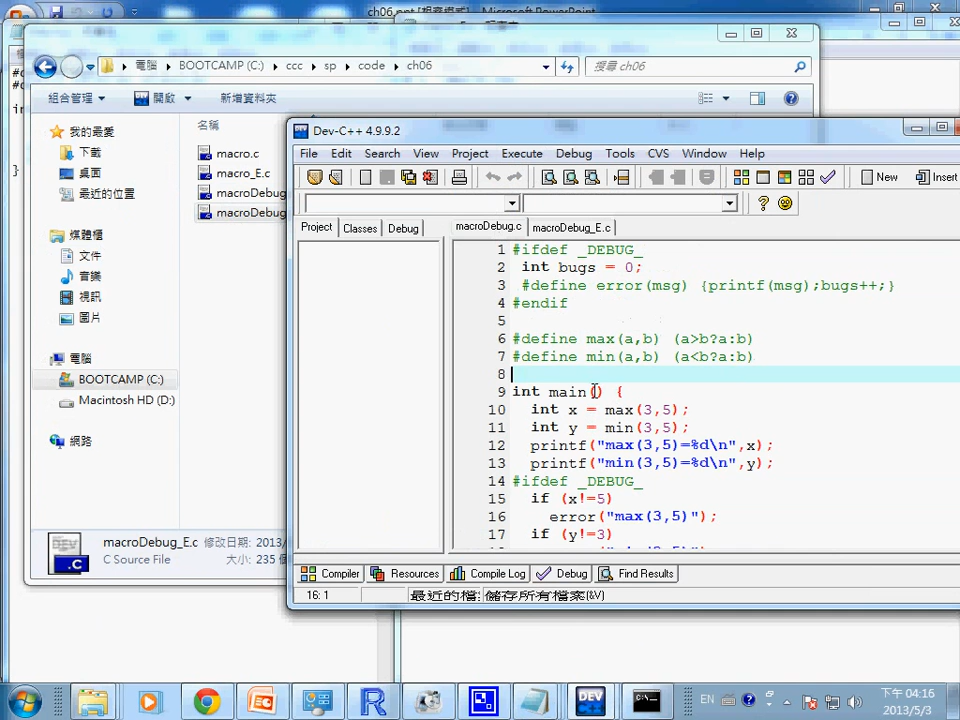 ch06.ppt [相容模式] - Microsoft PowerPoint
電腦 BOOTCAMP (C:) ccc sp code ch06
搜尋 ch06
組合管理 開啟 新增資料夾
我的最愛
下載
桌面
最近的位置
媒體櫃
文件
音樂
視訊
圖片
電腦
BOOTCAMP (C:)
Macintosh HD (D:)
網路
名稱
macro.c
macro_E.c
macroDebug
macroDebug
macroDebug_E.c 修改日期: 2013/
C Source File 大小: 235 個
Dev-C++ 4.9.9.2
File Edit Search View Project Execute Debug Tools CVS Window Help
New Insert
Project Classes Debug
macroDebug.c macroDebug_E.c
1 #ifdef _DEBUG_
2 int bugs = 0;
3 #define error(msg) {printf(msg);bugs++;}
4 #endif
5
6 #define max(a,b) (a>b?a:b)
7 #define min(a,b) (a<b?a:b)
8
9 int main() {
10 int x = max(3,5);
11 int y = min(3,5);
12 printf("max(3,5)=%d\n",x);
13 printf("min(3,5)=%d\n",y);
14 #ifdef _DEBUG_
15 if (x!=5)
16 error("max(3,5)");
17 if (y!=3)
Compiler Resources Compile Log Debug Find Results
16: 1 最近的檔: 儲存所有檔案(&V)
DEV
EN
下午 04:16
2013/5/3